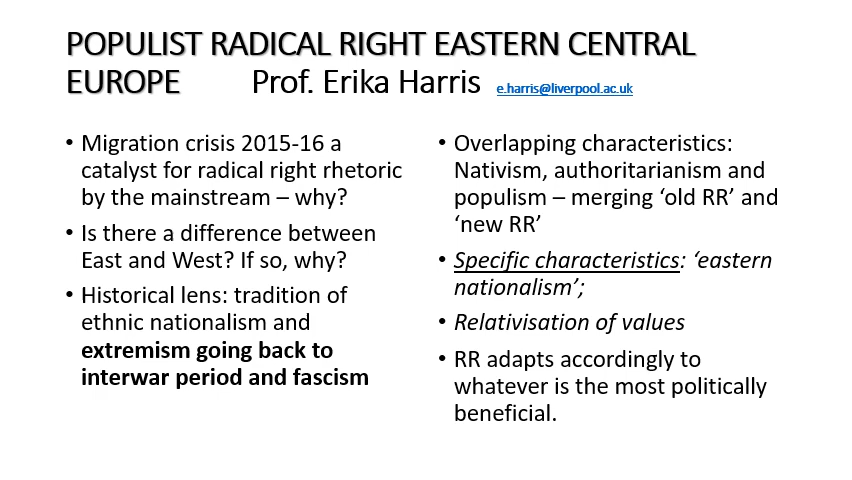 POPULIST RADICAL RIGHT EASTERN CENTRAL
EUROPE Prof. Erika Harris e.harris@liverpool.ac.uk
• Migration crisis 2015-16 a
catalyst for radical right rhetoric
by the mainstream – why?
• Is there a difference between
East and West? If so, why?
• Historical lens: tradition of
ethnic nationalism and
extremism going back to
interwar period and fascism
• Overlapping characteristics:
Nativism, authoritarianism and
populism – merging ‘old RR’ and
‘new RR’
• Specific characteristics: ‘eastern
nationalism’;
• Relativisation of values
• RR adapts accordingly to
whatever is the most politically
beneficial.